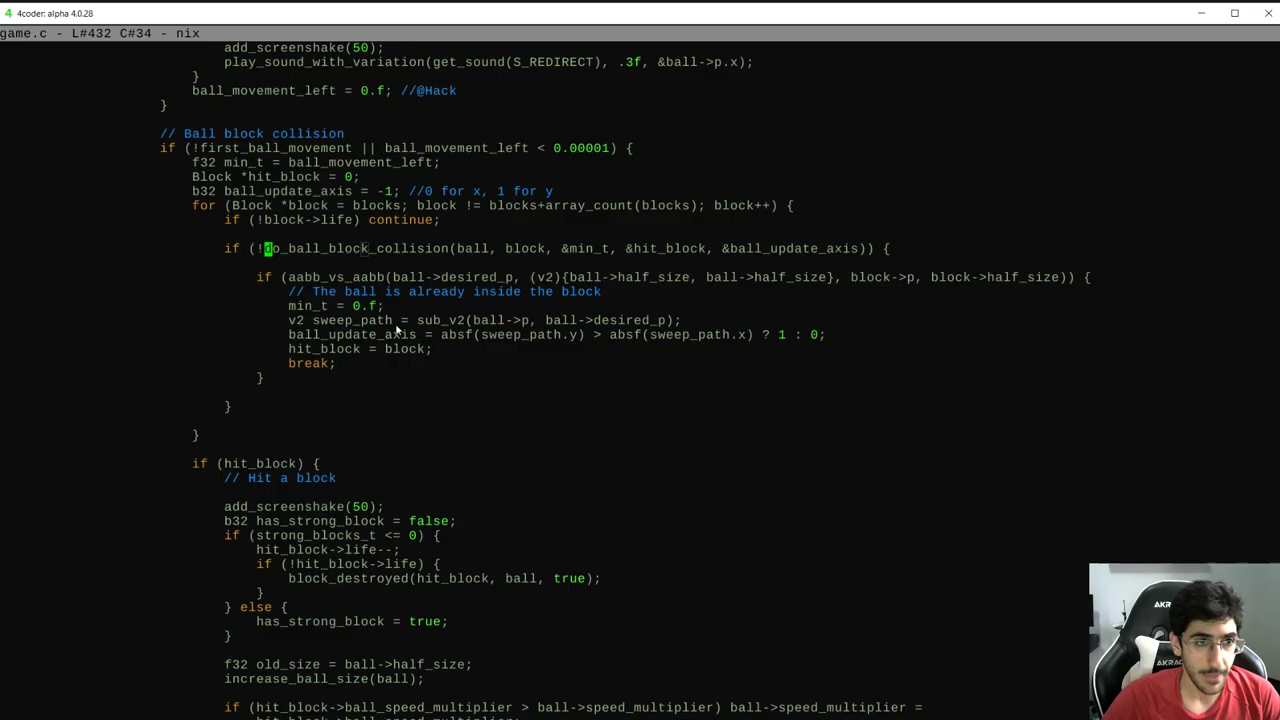 4 4coder: alpha 4.0.28
game.c - L#432 C#34 - nix
add_screenshake(50);
play_sound_with_variation(get_sound(S_REDIRECT), .3f, &ball->p.x);
}
ball_movement_left = 0.f; //@Hack
}
// Ball block collision
if (!first_ball_movement || ball_movement_left < 0.00001) {
f32 min_t = ball_movement_left;
Block *hit_block = 0;
b32 ball_update_axis = -1; //0 for x, 1 for y
for (Block *block = blocks; block != blocks+array_count(blocks); block++) {
if (!block->life) continue;
if (!do_ball_block_collision(ball, block, &min_t, &hit_block, &ball_update_axis)) {
if (aabb_vs_aabb(ball->desired_p, (v2){ball->half_size, ball->half_size}, block->p, block->half_size)) {
// The ball is already inside the block
min_t = 0.f;
v2 sweep_path = sub_v2(ball->p, ball->desired_p);
ball_update_axis = absf(sweep_path.y) > absf(sweep_path.x) ? 1 : 0;
hit_block = block;
break;
}
}
}
if (hit_block) {
// Hit a block
add_screenshake(50);
b32 has_strong_block = false;
if (strong_blocks_t <= 0) {
hit_block->life--;
if (!hit_block->life) {
block_destroyed(hit_block, ball, true);
}
} else {
has_strong_block = true;
}
f32 old_size = ball->half_size;
increase_ball_size(ball);
if (hit_block->ball_speed_multiplier > ball->speed_multiplier) ball->speed_multiplier =
hit_block->ball_speed_multiplier;
AK
AKRA